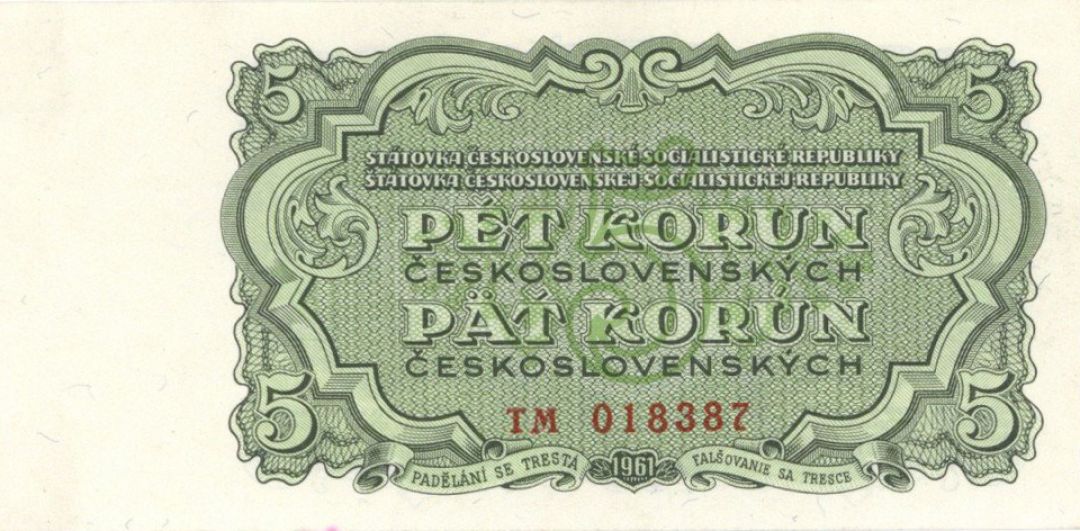 5 5
STÁTOVKA ČESKOSLOVENSKÉ SOCIALISTICKÉ REPUBLIKY
ŠTÁTOVKA ČESKOSLOVENSKEJ SOCIALISTICKEJ REPUBLIKY
PĚT KORUN
ČESKOSLOVENSKÝCH
PÄŤ KORÚN
ČESKOSLOVENSKÝCH
5 5
TM 018387
PADĚLÁNÍ SE TRESTÁ 1961 FALŠOVANIE SA TRESCE